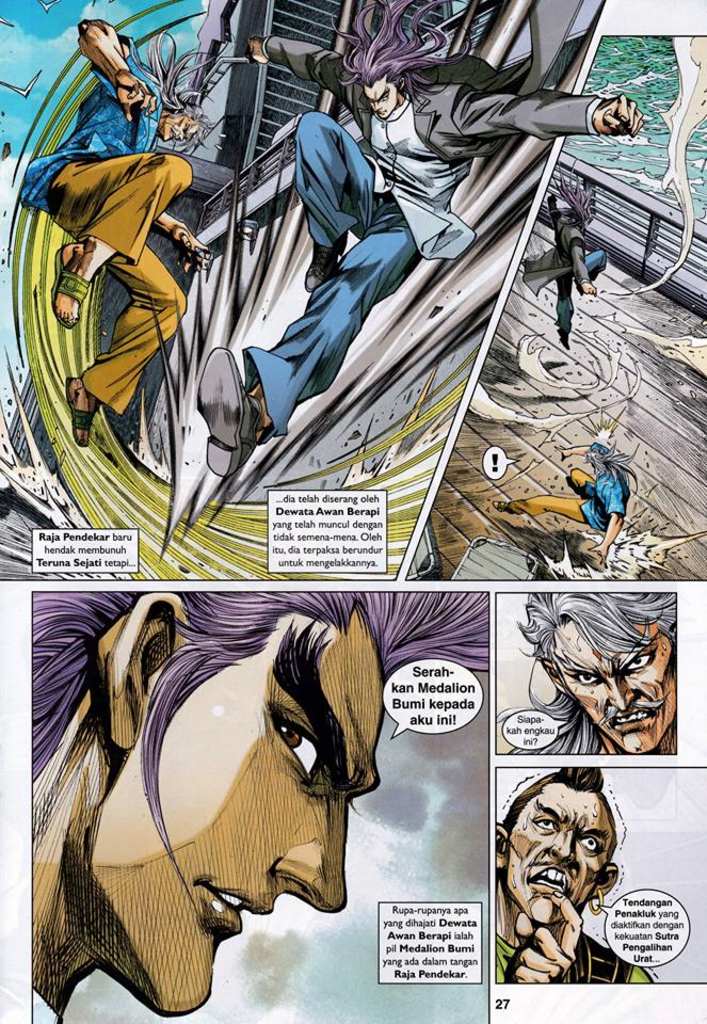 Raja Pendekar baru
hendak membunuh
Teruna Sejati tetapi...
...dia telah diserang oleh
Dewata Awan Berapi
yang telah muncul dengan
tidak semena-mena. Oleh
itu, dia terpaksa berundur
untuk mengelakkannya.
!
Serah-
kan Medalion
Bumi kepada
aku ini!
Rupa-rupanya apa
yang dihajati Dewata
Awan Berapi ialah
pil Medalion Bumi
yang ada dalam tangan
Raja Pendekar.
Siapa-
kah engkau
ini?
Tendangan
Penakluk yang
diaktifkan dengan
kekuatan Sutra
Pengalihan
Urat...
27